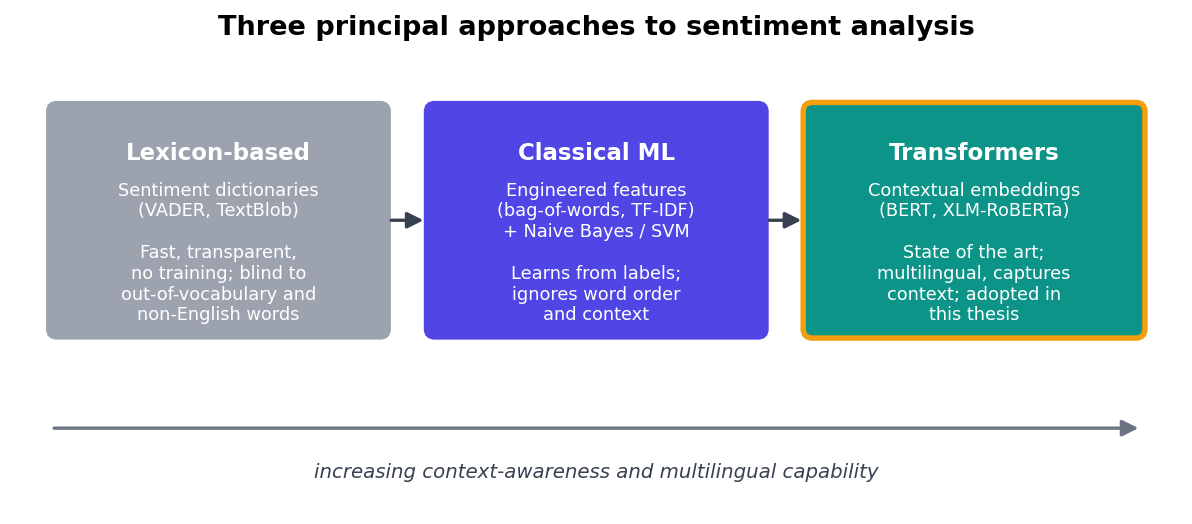 Three principal approaches to sentiment analysis
Lexicon-based
Sentiment dictionaries
(VADER, TextBlob)
Fast, transparent,
no training; blind to
out-of-vocabulary and
non-English words
Classical ML
Engineered features
(bag-of-words, TF-IDF)
+ Naive Bayes / SVM
Learns from labels;
ignores word order
and context
Transformers
Contextual embeddings
(BERT, XLM-RoBERTa)
State of the art;
multilingual, captures
context; adopted in
this thesis
increasing context-awareness and multilingual capability